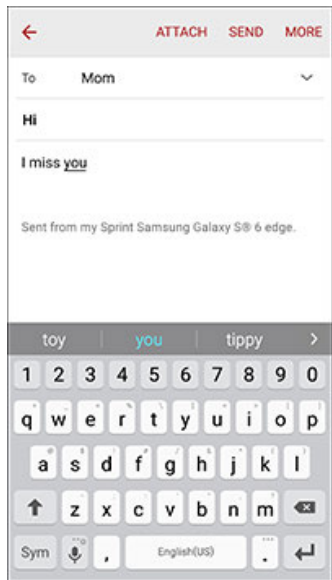 ATTACH SEND MORE
To Mom
Hi
I miss you
Sent from my Sprint Samsung Galaxy S® 6 edge.
toy you tippy
1 2 3 4 5 6 7 8 9 0
q w e r t y u i o p
a s d f g h j k l
z x c v b n m
Sym , English(US) .